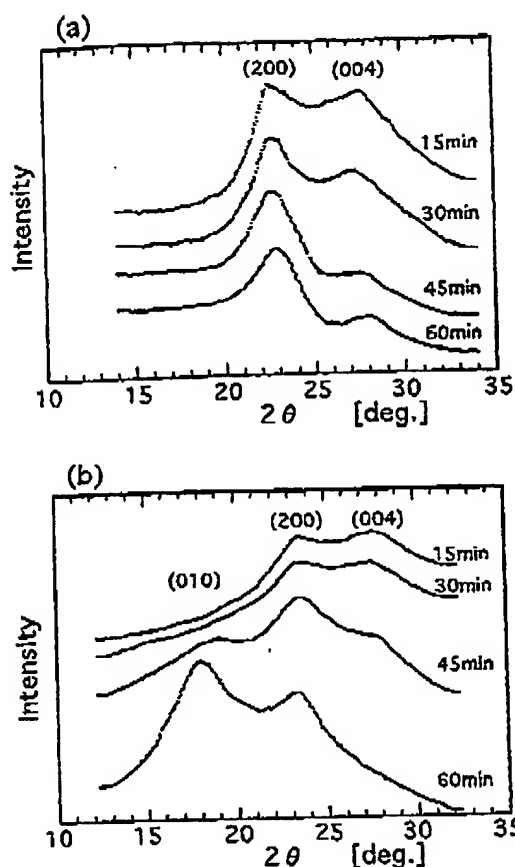 (a)
(200) (004)
15min
30min
45min
60min
Intensity
10 15 20 25 30 35
2θ [deg.]
(b)
(200) (004)
(010)
15min
30min
45min
60min
Intensity
10 15 20 25 30 35
2θ [deg.]